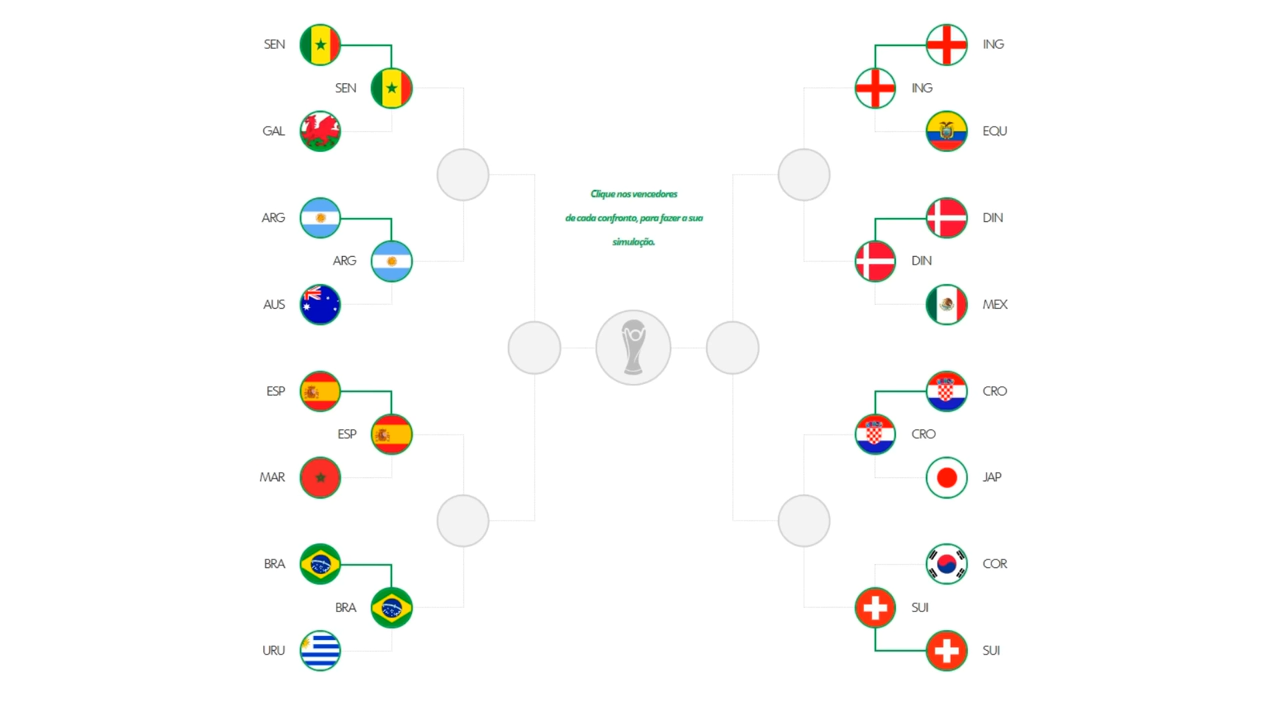 SEN
SEN
GAL
ARG
ARG
AUS
ESP
ESP
MAR
BRA
BRA
URU
Clique nos vencedores
de cada confronto, para fazer a sua
simulação.
ING
ING
EQU
DIN
DIN
MEX
CRO
CRO
JAP
COR
SUI
SUI